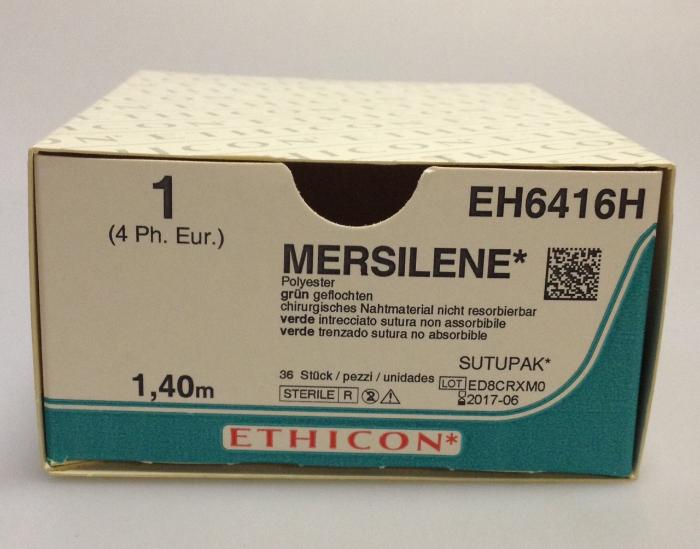 1
(4 Ph. Eur.)
EH6416H
MERSILENE*
Polyester
grün geflochten
chirurgisches Nahtmaterial nicht resorbierbar
verde intrecciato sutura non assorbibile
verde trenzado sutura no absorbible
SUTUPAK*
1,40m
36 Stück / pezzi / unidades
LOT ED8CRXM0
STERILE R 2
2017-06
ETHICON*